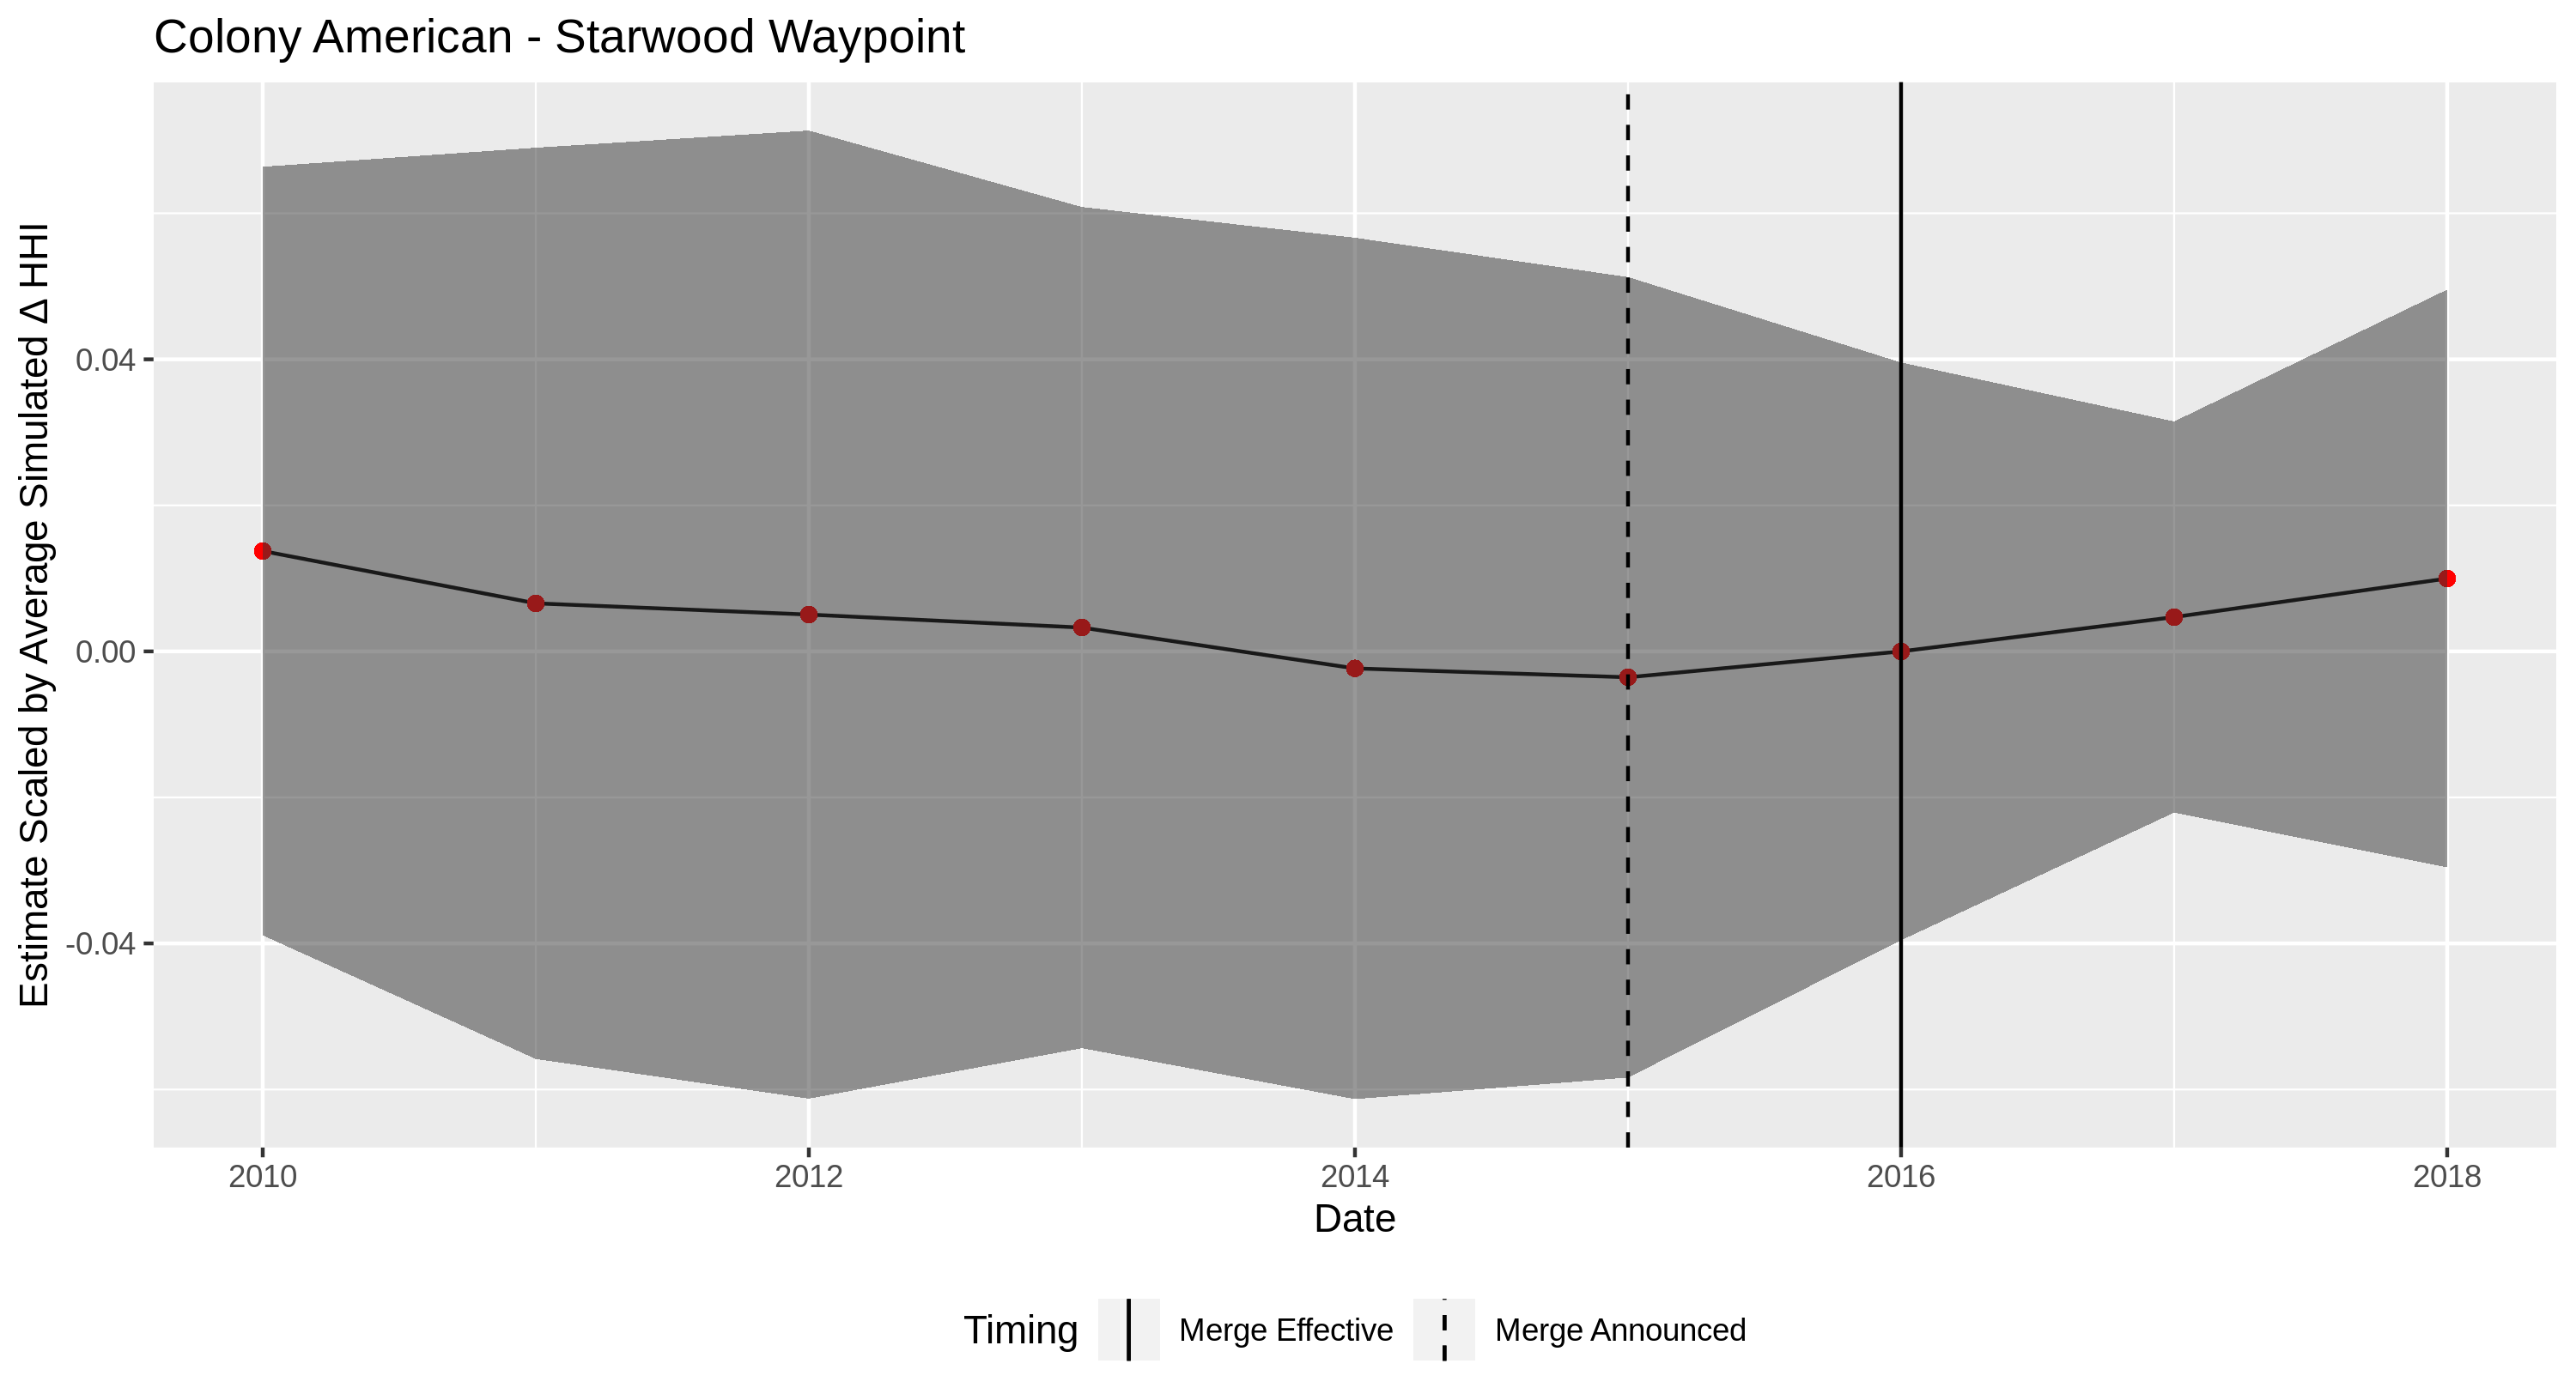 Colony American - Starwood Waypoint
Estimate Scaled by Average Simulated Δ HHI
0.04
0.00
-0.04
2010 2012 2014 2016 2018
Date
Timing Merge Effective Merge Announced